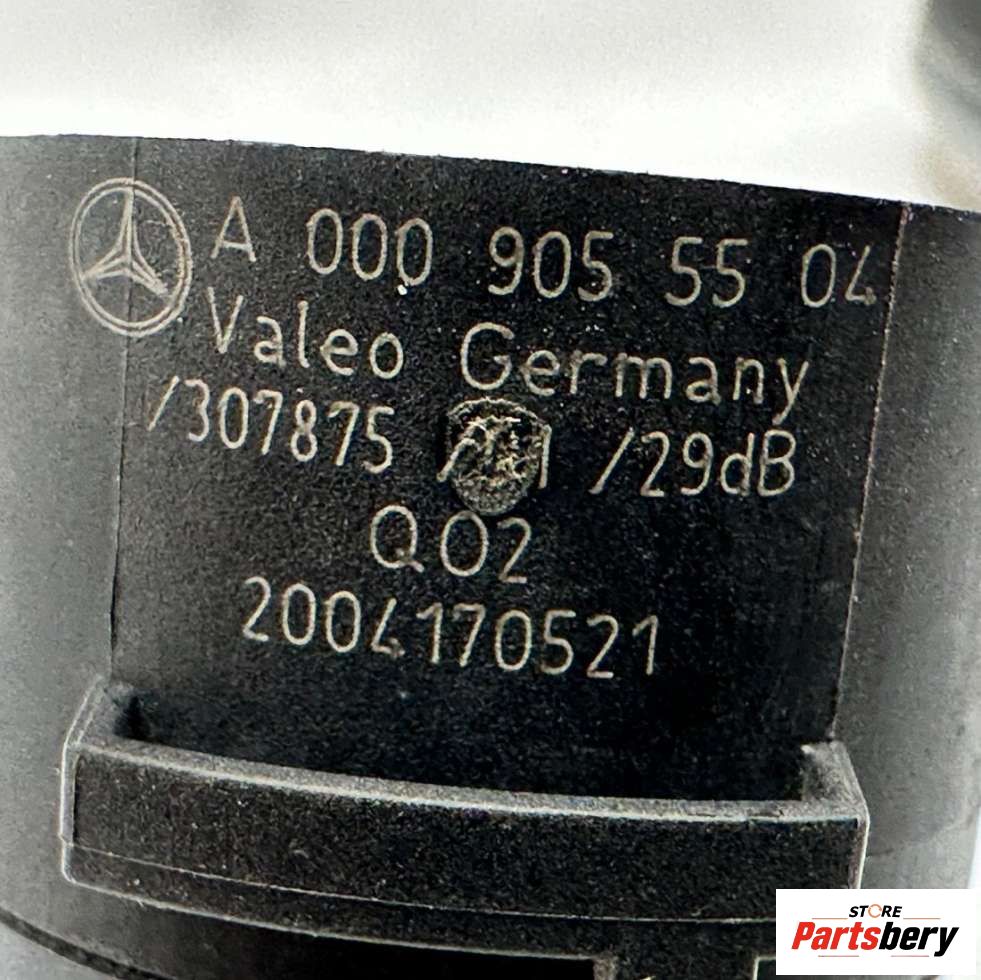 A 000 905 55 04
Valeo Germany
/307875 /29dB
Q02
2004170521
STORE
Partsbery